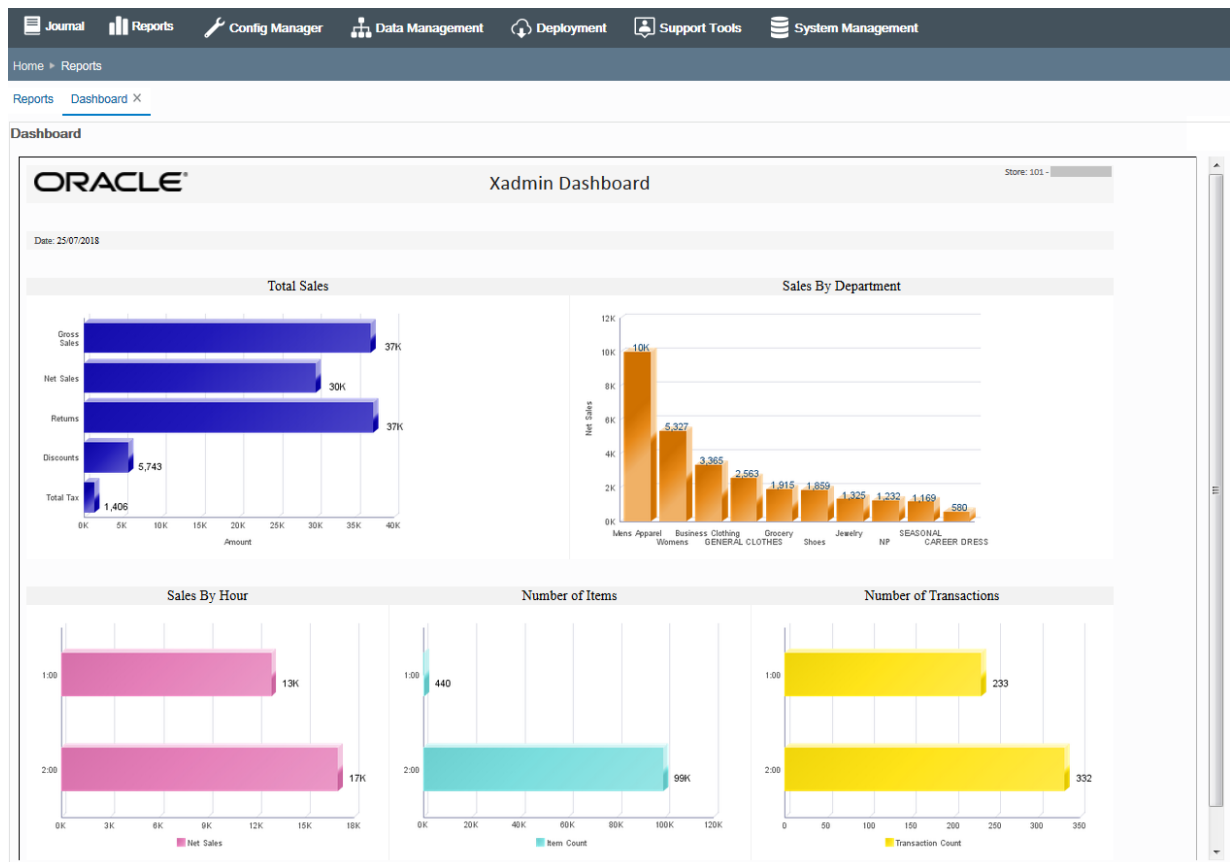 Journal Reports Config Manager Data Management Deployment Support Tools System Management
Home Reports
Reports Dashboard ×
Dashboard
ORACLE®
Xadmin Dashboard
Store: 101 -
Date: 25/07/2018
Total Sales
Gross
Sales
37K
Net Sales
30K
Returns
37K
Discounts
5,743
Total Tax
1,406
0K 5K 10K 15K 20K 25K 30K 35K 40K
Amount
Sales By Department
12K
10K
8K
6K
4K
2K
0K
Net Sales
10K
5,327
3,365
2,563
1,915
1,859
1,325
1,232
1,169
580
Mens Apparel Business Clothing Grocery Jewelry SEASONAL
Womens GENERAL CLOTHES Shoes NP CAREER DRESS
Sales By Hour
1:00
13K
2:00
17K
0K 3K 6K 9K 12K 15K 18K
Net Sales
Number of Items
1:00
440
2:00
99K
0K 20K 40K 60K 80K 100K 120K
Item Count
Number of Transactions
1:00
233
2:00
332
0 50 100 150 200 250 300 350
Transaction Count